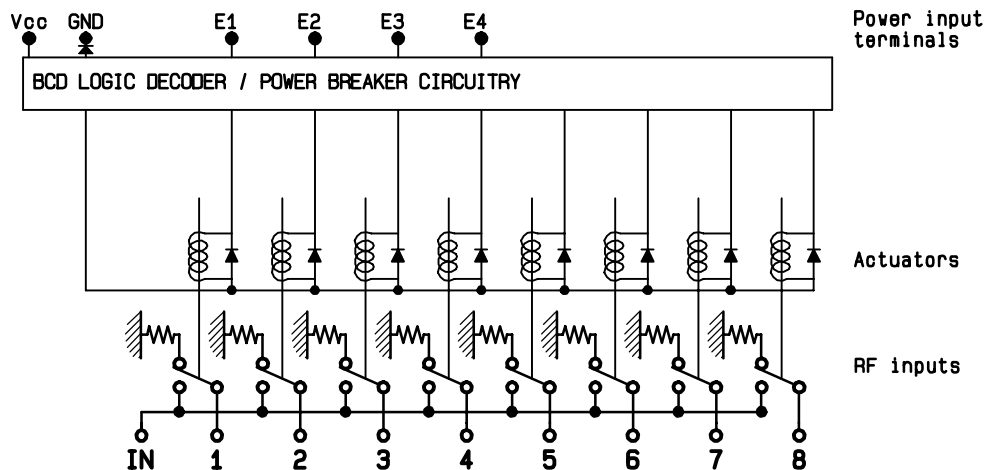 Vcc GND E1 E2 E3 E4 Power input
terminals
BCD LOGIC DECODER / POWER BREAKER CIRCUITRY
Actuators
RF inputs
IN 1 2 3 4 5 6 7 8